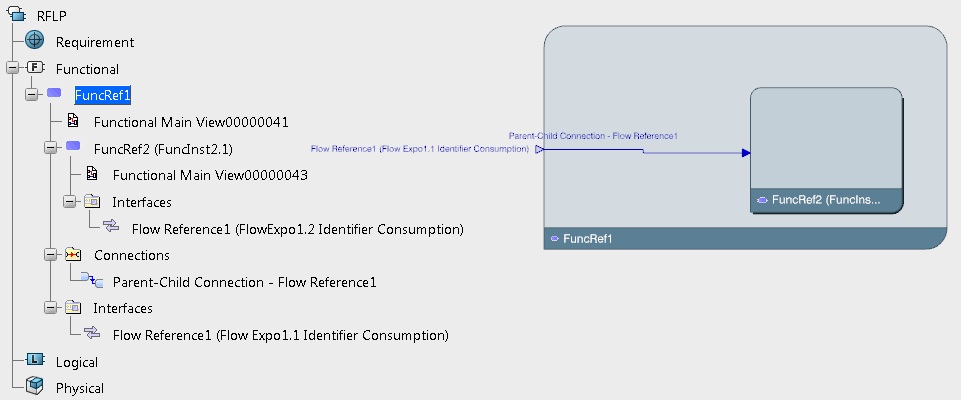 RFLP
Requirement
Functional
FuncRef1
Functional Main View00000041
FuncRef2 (FuncInst2.1)
Functional Main View00000043
Interfaces
Flow Reference1 (FlowExpo1.2 Identifier Consumption)
Connections
Parent-Child Connection - Flow Reference1
Interfaces
Flow Reference1 (Flow Expo1.1 Identifier Consumption)
Logical
Physical
Parent-Child Connection - Flow Reference1
Flow Reference1 (Flow Expo1.1 Identifier Consumption)
FuncRef2 (FuncIns...
FuncRef1